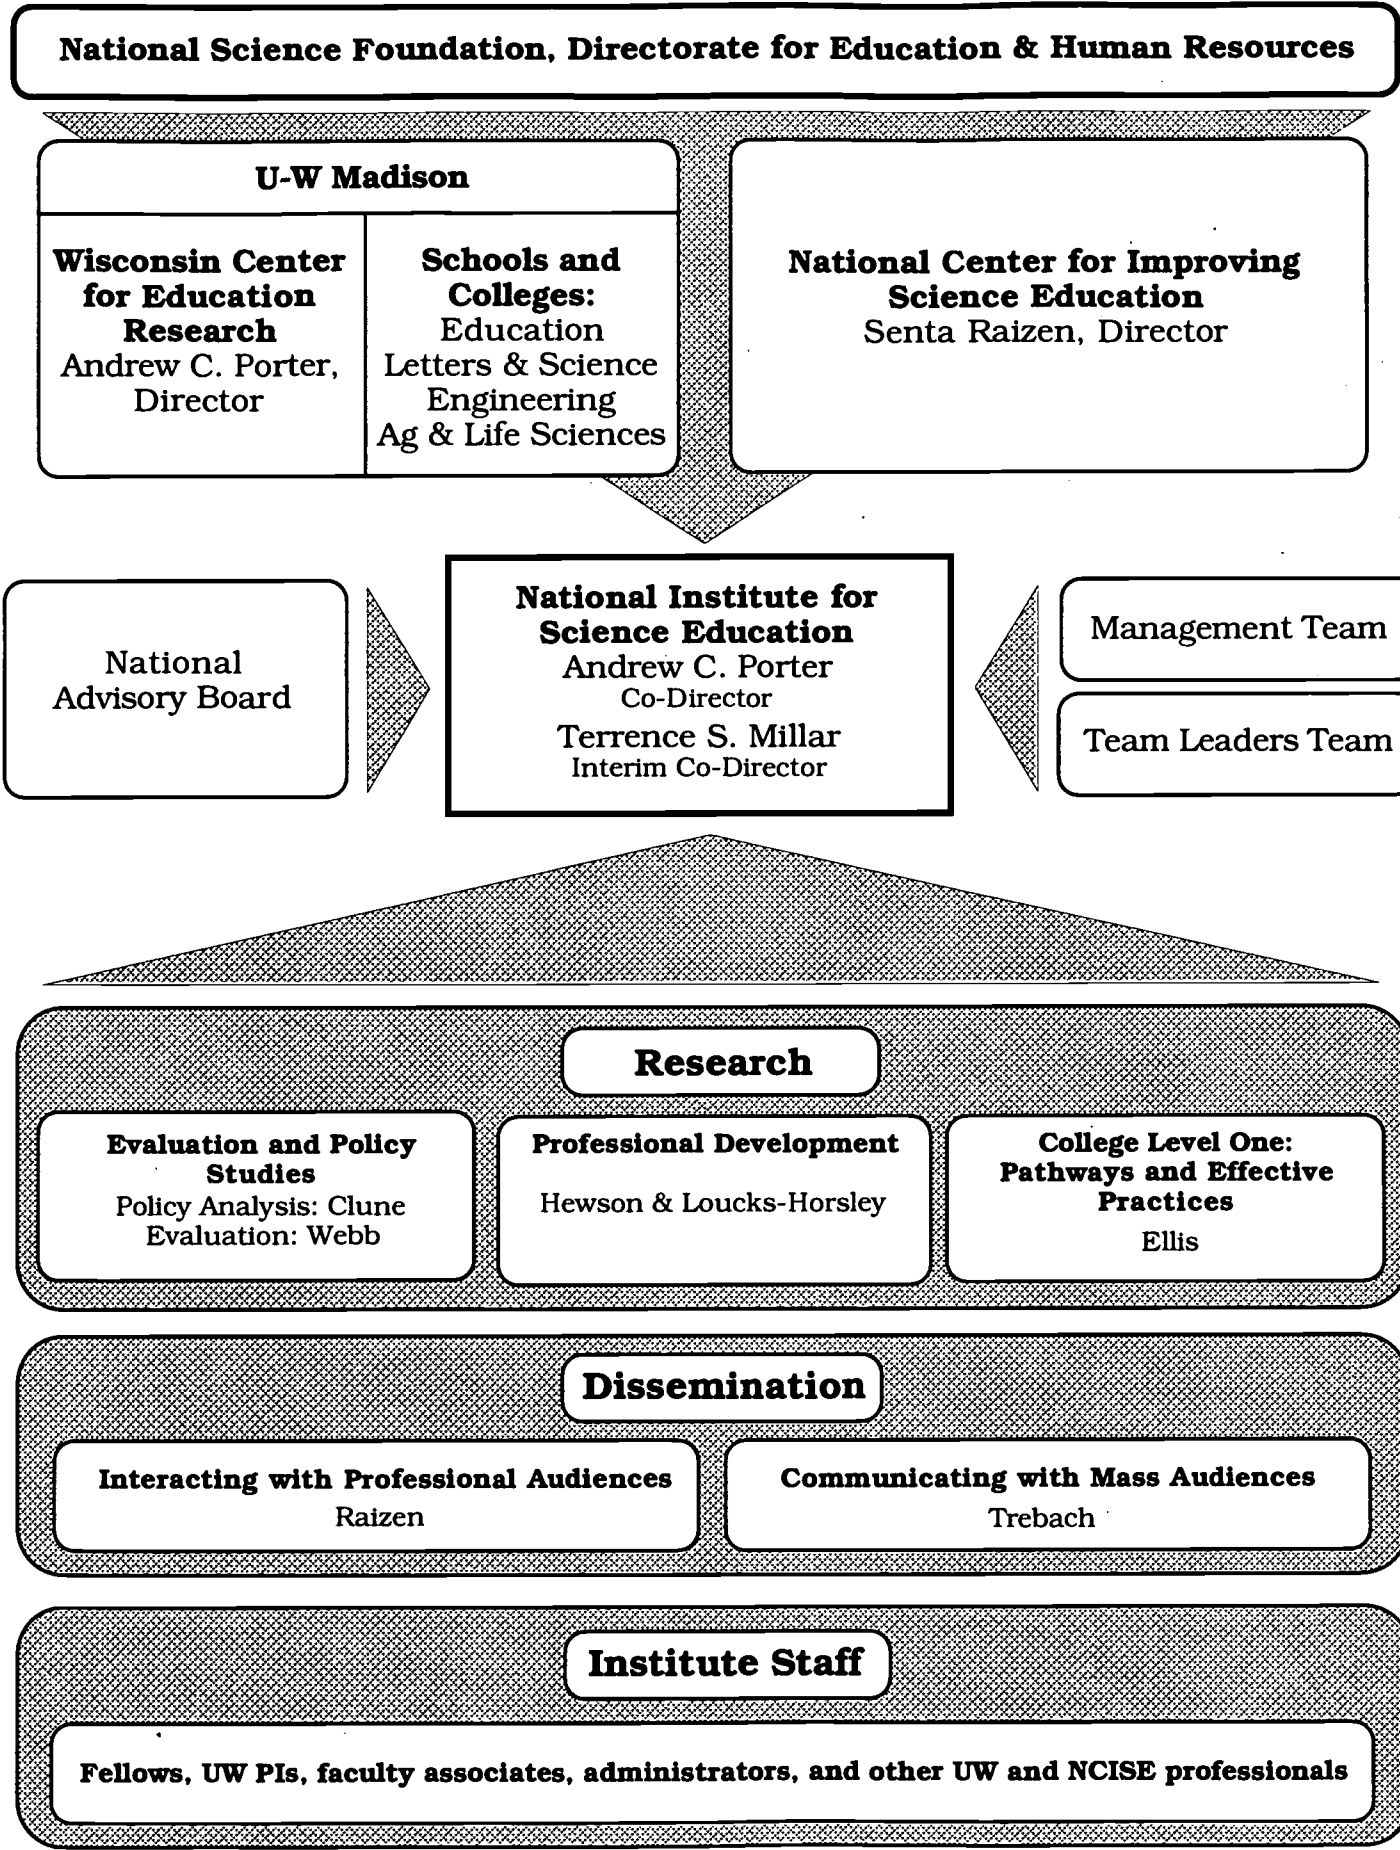 National Science Foundation, Directorate for Education & Human Resources
U-W Madison
Wisconsin Center
for Education
Research
Andrew C. Porter,
Director
Schools and
Colleges:
Education
Letters & Science
Engineering
Ag & Life Sciences
National Center for Improving
Science Education
Senta Raizen, Director
National
Advisory Board
National Institute for
Science Education
Andrew C. Porter
Co-Director
Terrence S. Millar
Interim Co-Director
Management Team
Team Leaders Team
Research
Evaluation and Policy
Studies
Policy Analysis: Clune
Evaluation: Webb
Professional Development
Hewson & Loucks-Horsley
College Level One:
Pathways and Effective
Practices
Ellis
Dissemination
Interacting with Professional Audiences
Raizen
Communicating with Mass Audiences
Trebach
Institute Staff
Fellows, UW PIs, faculty associates, administrators, and other UW and NCISE professionals